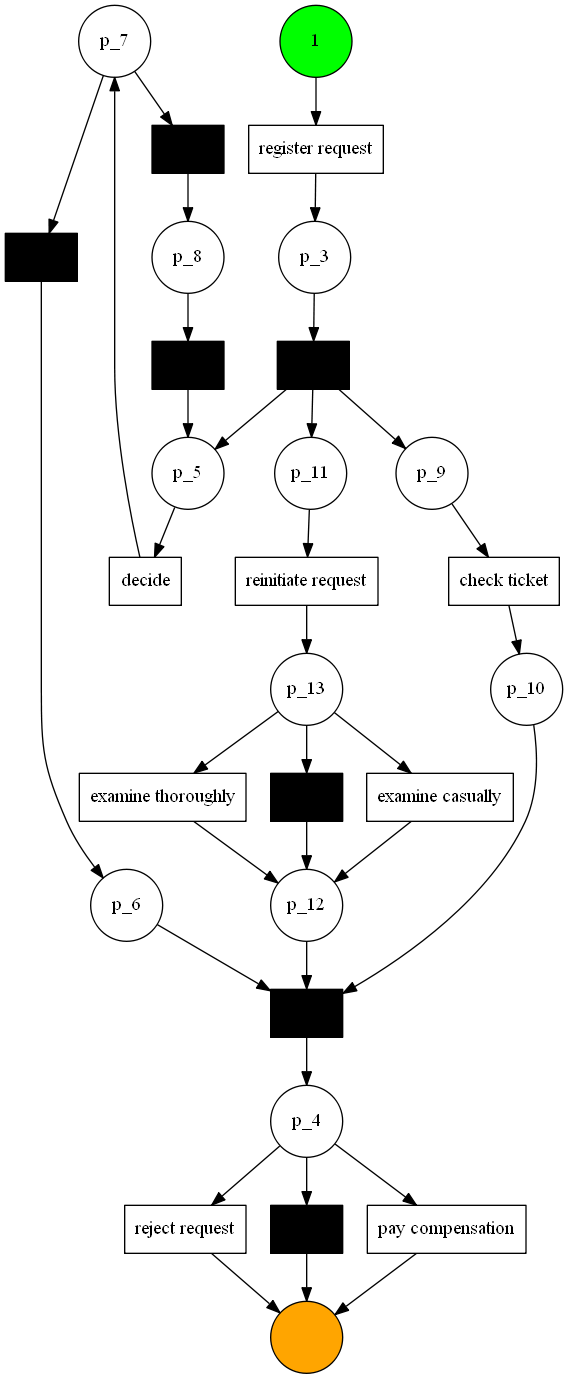 p_7
1
register request
p_8
p_3
p_5
p_11
p_9
decide
reinitiate request
check ticket
p_13
p_10
examine thoroughly
examine casually
p_6
p_12
p_4
reject request
pay compensation